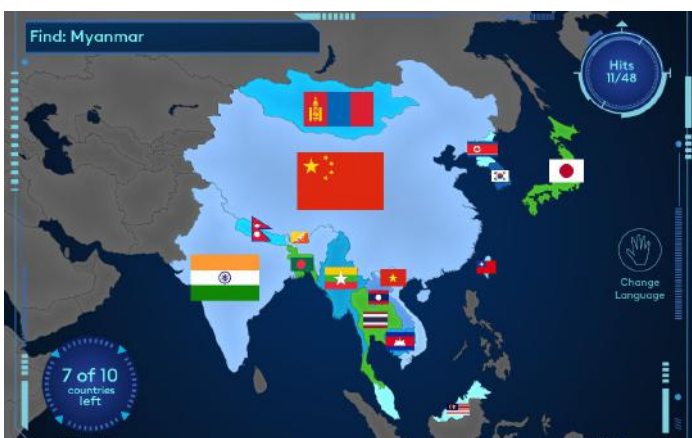 Find: Myanmar
Hits
11/48
Change
Language
7 of 10
countries
left